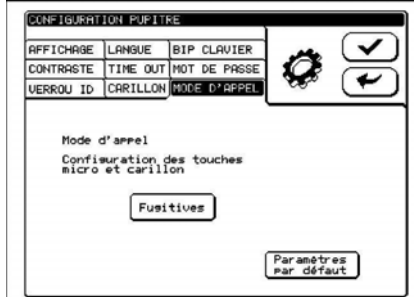 CONFIGURATION PUPITRE
AFFICHAGE LANGUE BIP CLAVIER
CONTRASTE TIME OUT MOT DE PASSE
VERROU ID CARILLON MODE D'APPEL
Mode d'appel
Configuration des touches
micro et carillon
Fugitives
Paramètres
par défaut